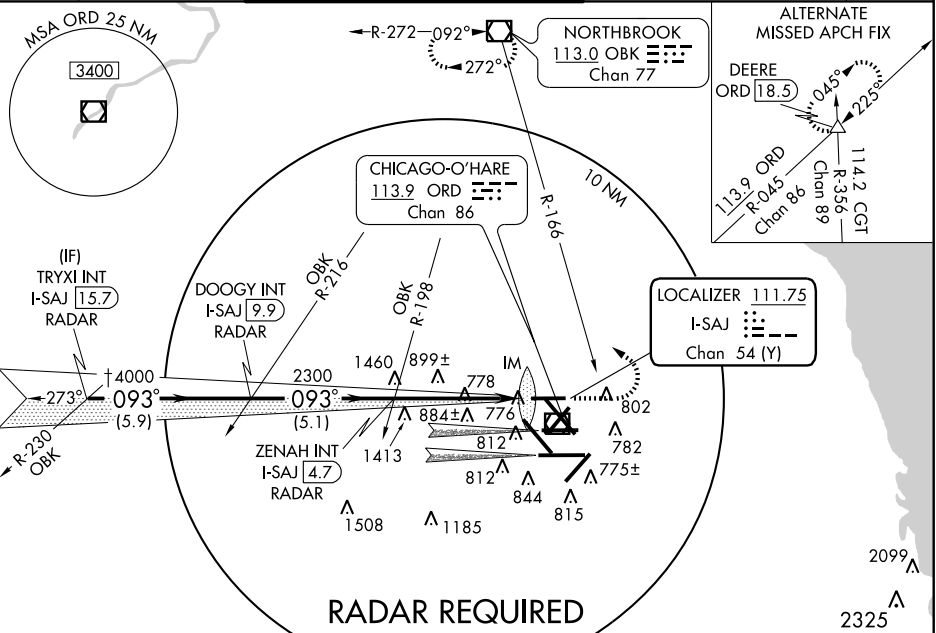 MSA ORD 25 NM
3400
R-272
092°
272°
NORTHBROOK
113.0 OBK
Chan 77
ALTERNATE
MISSED APCH FIX
DEERE
ORD 18.5
045°
225°
113.9 ORD
R-045
Chan 86
114.2 CGT
R-356
Chan 89
CHICAGO-O'HARE
113.9 ORD
Chan 86
10 NM
R-166
(IF)
TRYXI INT
I-SAJ 15.7
RADAR
DOOGY INT
I-SAJ 9.9
RADAR
OBK
R-216
OBK
R-198
LOCALIZER 111.75
I-SAJ
Chan 54 (Y)
†4000
2300
1460
899±
778
IM
273°
093°
(5.9)
093°
(5.1)
884±
776
802
R-230
OBK
ZENAH INT
I-SAJ 4.7
RADAR
1413
812
782
812
844
775±
815
1508
1185
2099
2325
RADAR REQUIRED